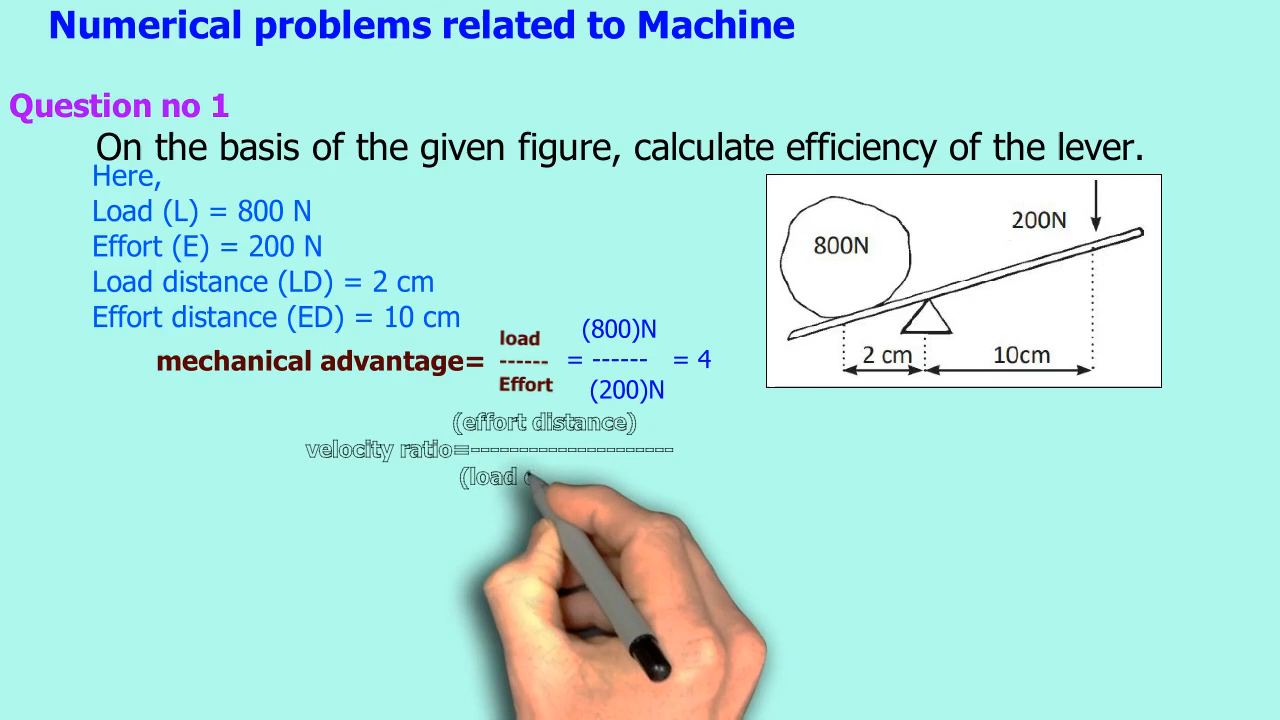 Numerical problems related to Machine
Question no 1
On the basis of the given figure, calculate efficiency of the lever.
Here,
Load (L) = 800 N
Effort (E) = 200 N
Load distance (LD) = 2 cm
Effort distance (ED) = 10 cm
mechanical advantage= load ------ Effort = (800)N ------ (200)N = 4
(effort distance)
velocity ratio=---------------------
(load
200N
800N
2 cm
10cm